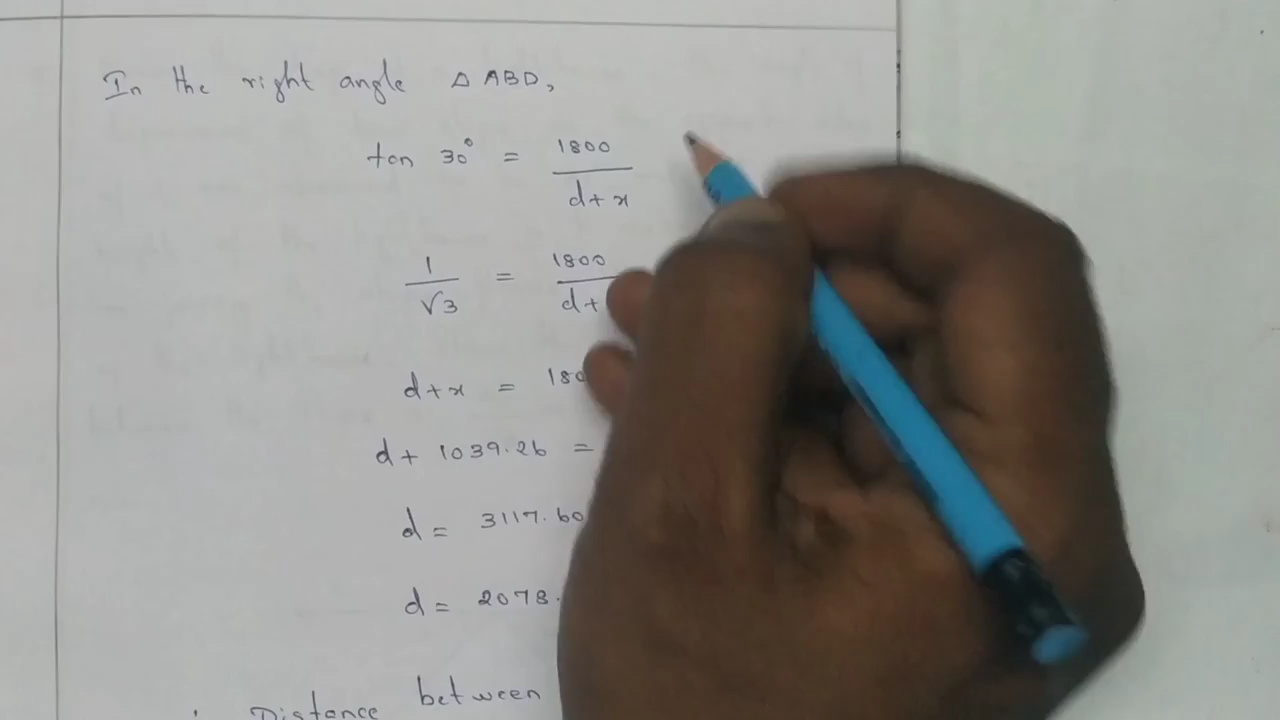 In the right angle △ ABD,
tan 30° = 1800 / d+x
1 / √3 = 1800 / d+
d+x = 180
d+ 1039.26 =
d = 3117.60
d = 2078.
Distance between